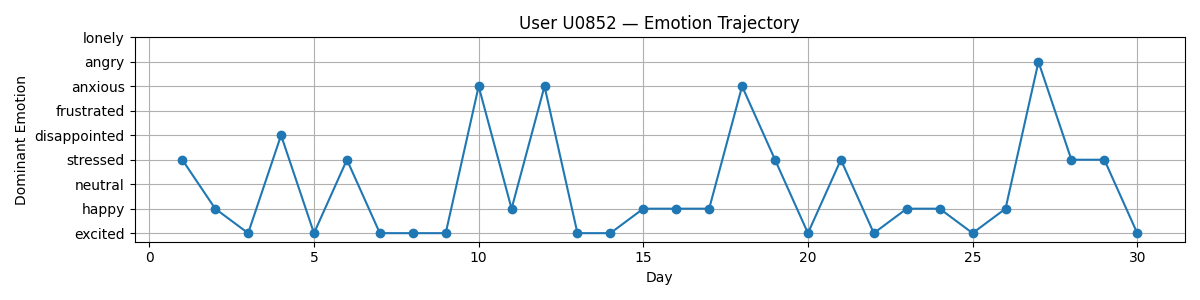 User U0852 — Emotion Trajectory
Dominant Emotion
lonely
angry
anxious
frustrated
disappointed
stressed
neutral
happy
excited
0 5 10 15 20 25 30
Day